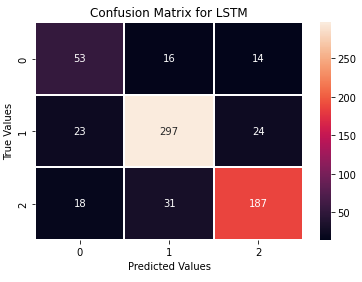 Confusion Matrix for LSTM
True Values
0 53 16 14
1 23 297 24
2 18 31 187
0 1 2
Predicted Values
250
200
150
100
50